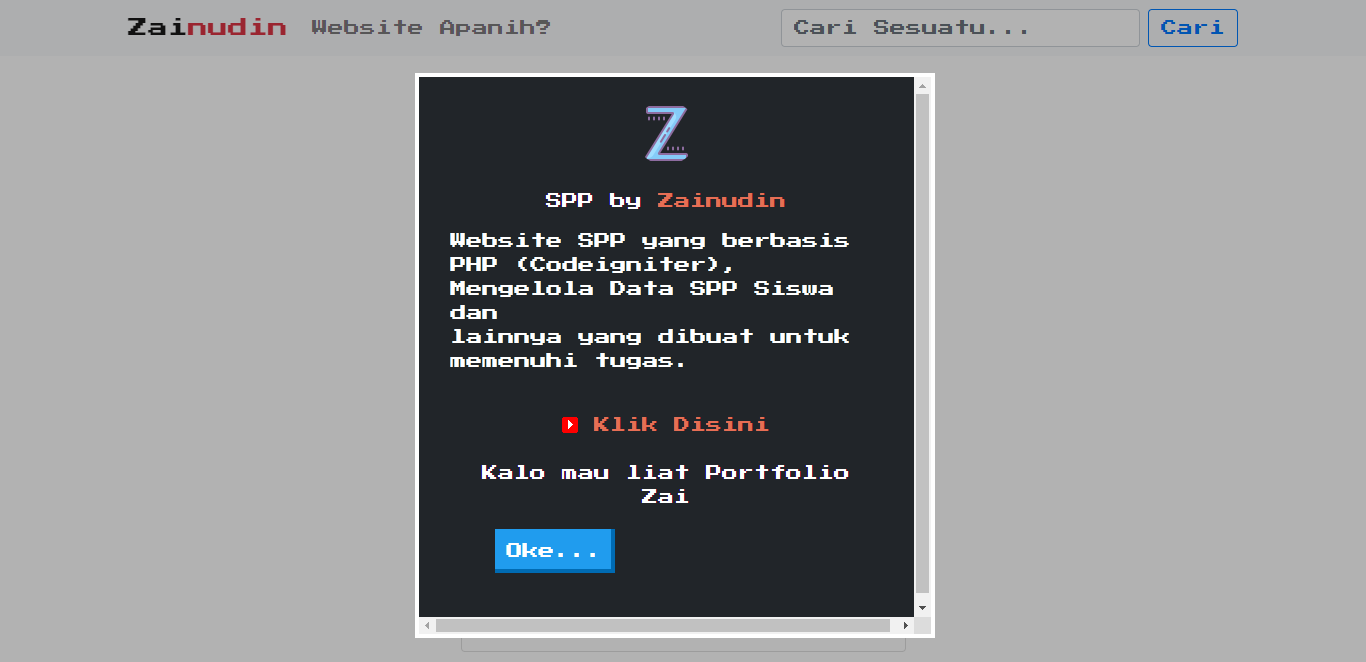 Zainudin Website Apanih? Cari Sesuatu... Cari
Z
SPP by Zainudin
Website SPP yang berbasis
PHP (Codeigniter),
Mengelola Data SPP Siswa
dan
lainnya yang dibuat untuk
memenuhi tugas.
Klik Disini
Kalo mau liat Portfolio
Zai
Oke...